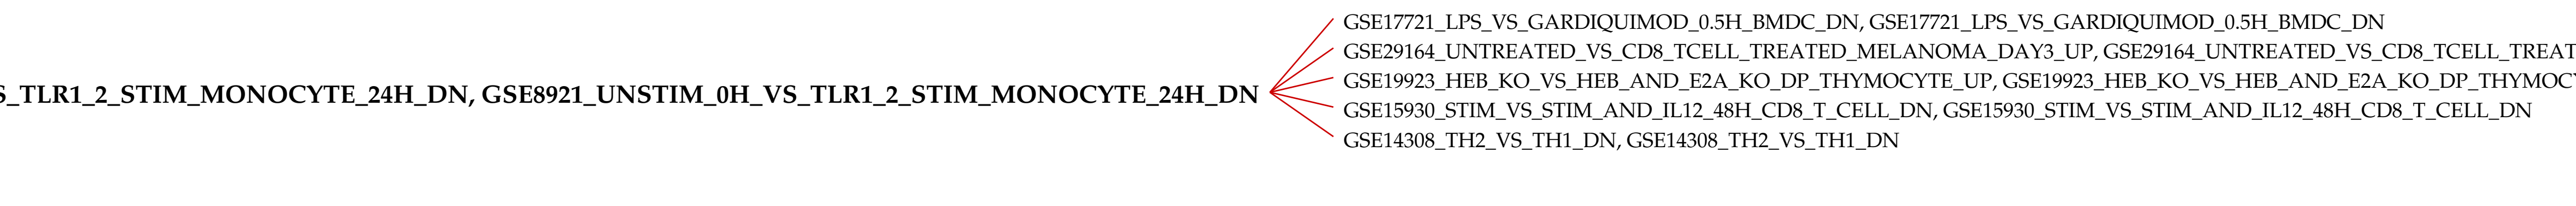 S_TLR1_2_STIM_MONOCYTE_24H_DN, GSE8921_UNSTIM_0H_VS_TLR1_2_STIM_MONOCYTE_24H_DN
GSE17721_LPS_VS_GARDIQUIMOD_0.5H_BMDC_DN, GSE17721_LPS_VS_GARDIQUIMOD_0.5H_BMDC_DN
GSE29164_UNTREATED_VS_CD8_TCELL_TREATED_MELANOMA_DAY3_UP, GSE29164_UNTREATED_VS_CD8_TCELL_TREAT
GSE19923_HEB_KO_VS_HEB_AND_E2A_KO_DP_THYMOCYTE_UP, GSE19923_HEB_KO_VS_HEB_AND_E2A_KO_DP_THYMOCY
GSE15930_STIM_VS_STIM_AND_IL12_48H_CD8_T_CELL_DN, GSE15930_STIM_VS_STIM_AND_IL12_48H_CD8_T_CELL_DN
GSE14308_TH2_VS_TH1_DN, GSE14308_TH2_VS_TH1_DN